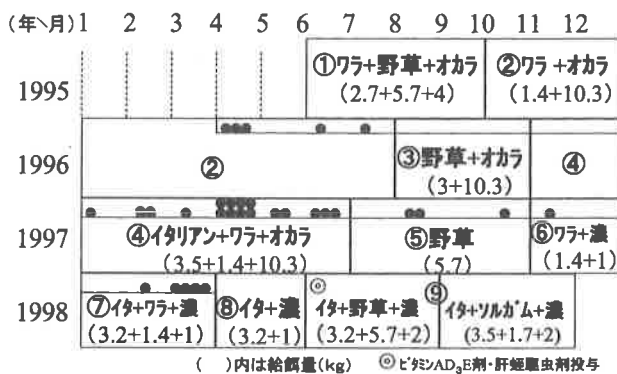 (年＼月) 1 2 3 4 5 6 7 8 9 10 11 12
1995 ①ワラ+野草+オカラ ②ワラ+オカラ
(2.7+5.7+4) (1.4+10.3)
1996 ② ③野草+オカラ ④
(3+10.3)
1997 ④イタリアン+ワラ+オカラ ⑤野草 ⑥ワラ+濃
(3.5+1.4+10.3) (5.7) (1.4+1)
1998 ⑦イタ+ワラ+濃 ⑧イタ+濃 イタ+野草+濃 ⑨ イタ+ソルガム+濃
(3.2+1.4+1) (3.2+1) (3.2+5.7+2) (3.5+1.7+2)
( )内は給餌量(kg) ◎ビタミンAD₃E剤・肝蛭駆虫剤投与